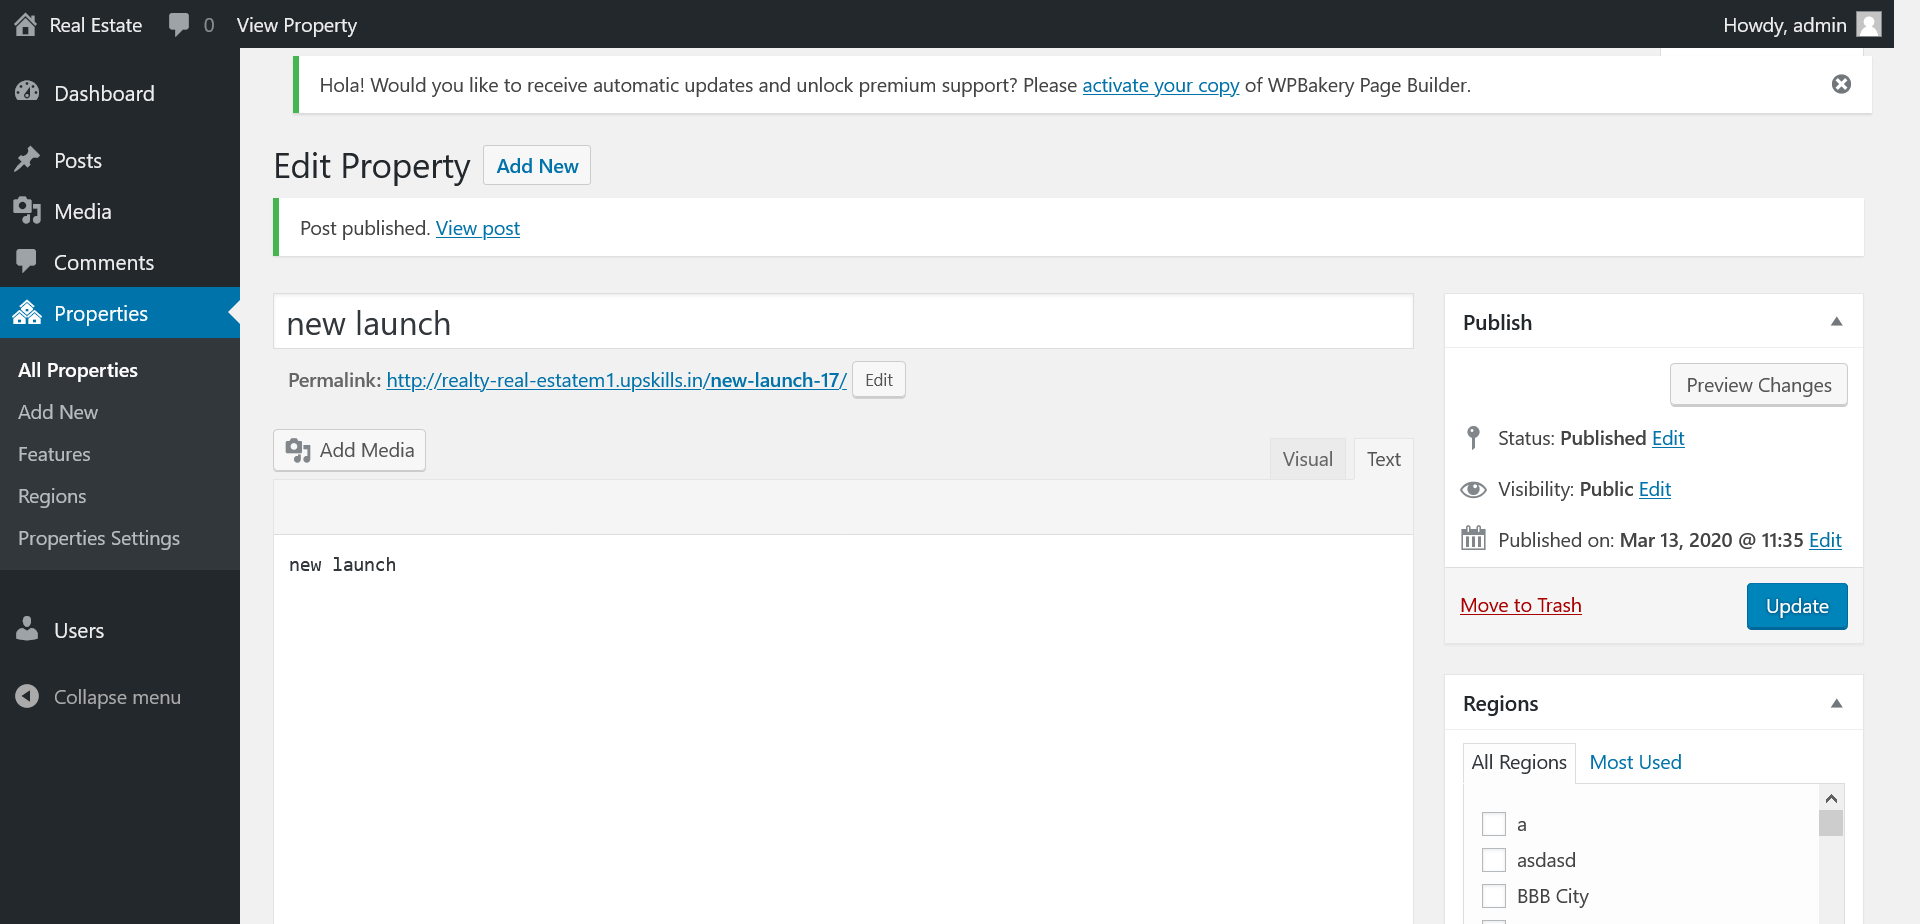 Real Estate 0 View Property Howdy, admin
Hola! Would you like to receive automatic updates and unlock premium support? Please activate your copy of WPBakery Page Builder.
Dashboard
Posts
Media
Comments
Properties
All Properties
Add New
Features
Regions
Properties Settings
Users
Collapse menu
Edit Property Add New
Post published. View post
new launch
Permalink: http://realty-real-estatem1.upskills.in/new-launch-17/ Edit
Add Media
Visual Text
new launch
Publish
Preview Changes
Status: Published Edit
Visibility: Public Edit
Published on: Mar 13, 2020 @ 11:35 Edit
Move to Trash Update
Regions
All Regions Most Used
a
asdasd
BBB City